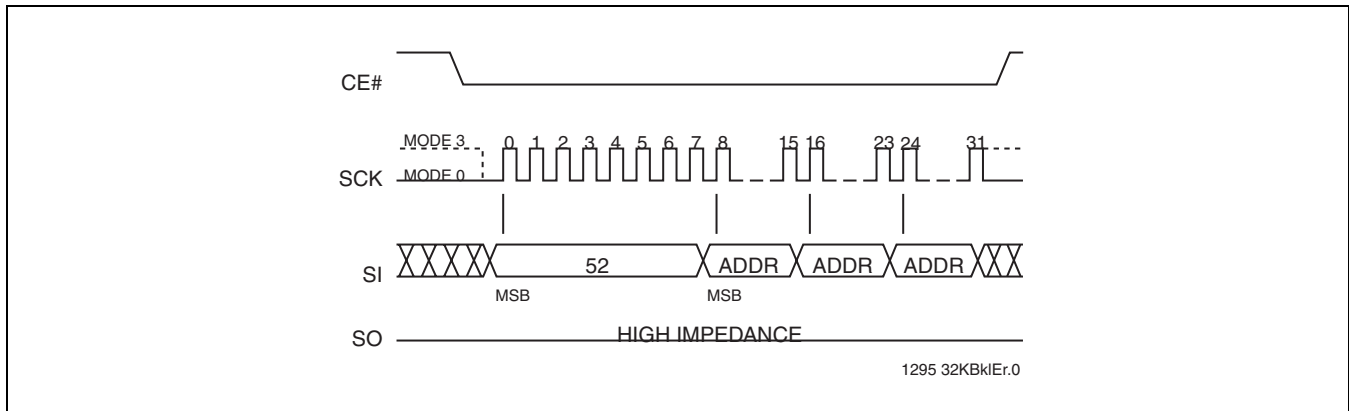 CE#
MODE 3 0 1 2 3 4 5 6 7 8 15 16 23 24 31
SCK MODE 0
SI 52 ADDR ADDR ADDR
MSB MSB
SO HIGH IMPEDANCE
1295 32KBklEr.0